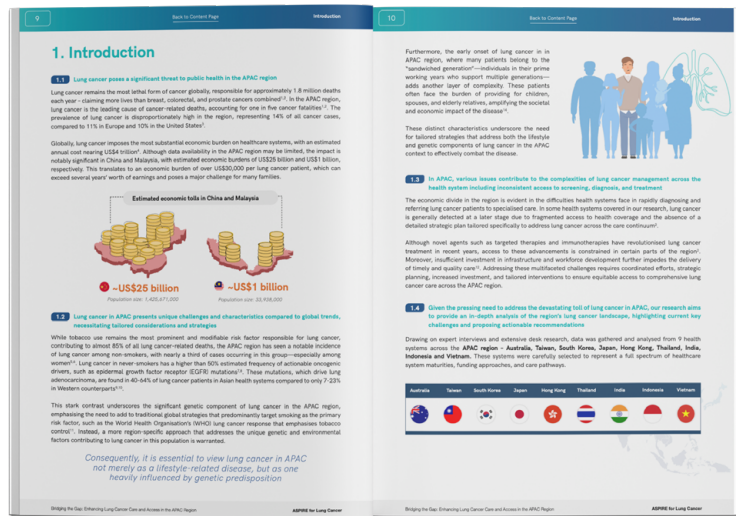 9
Back to Content Page
Introduction
1. Introduction
1.1 Lung cancer poses a significant threat to public health in the APAC region
Lung cancer remains the most lethal form of cancer globally, responsible for approximately 1.8 million deaths
each year – claiming more lives than breast, colorectal, and prostate cancers combined¹,². In the APAC region,
lung cancer is the leading cause of cancer-related deaths, accounting for one in five cancer fatalities¹,³. The
prevalence of lung cancer is disproportionately high in the region, representing 14% of all cancer cases,
compared to 11% in Europe and 10% in the United States³.
Globally, lung cancer imposes the most substantial economic burden on healthcare systems, with an estimated
annual cost nearing US$4 trillion⁴. Although data availability in the APAC region may be limited, the impact is
notably significant in China and Malaysia, with estimated economic burdens of US$25 billion and US$1 billion,
respectively. This translates to an economic burden of over US$30,000 per lung cancer patient, which can
exceed several years' worth of earnings and pose a major challenge for many families.
Estimated economic tolls in China and Malaysia
~US$25 billion
Population size: 1,425,671,000
~US$1 billion
Population size: 33,938,000
1.2 Lung cancer in APAC presents unique challenges and characteristics compared to global trends,
necessitating tailored considerations and strategies
While tobacco use remains the most prominent and modifiable risk factor responsible for lung cancer,
contributing to almost 85% of all lung cancer-related deaths, the APAC region has seen a notable incidence
of lung cancer among non-smokers, with nearly a third of cases occurring in this group—especially among
women. Lung cancer in never-smokers has a higher than 50% estimated frequency of actionable oncogenic
drivers, such as epidermal growth factor receptor (EGFR) mutations. These mutations, which drive lung
adenocarcinoma, are found in 40-64% of lung cancer patients in Asian health systems compared to only 7-23%
in Western counterparts.
This stark contrast underscores the significant genetic component of lung cancer in the APAC region,
emphasising the need to add to traditional global strategies that predominantly target smoking as the primary
risk factor, such as the World Health Organisation's (WHO) lung cancer response that emphasises tobacco
control¹¹. Instead, a more region-specific approach that addresses the unique genetic and environmental
factors contributing to lung cancer in this population is warranted.
Consequently, it is essential to view lung cancer in APAC
not merely as a lifestyle-related disease, but as one
heavily influenced by genetic predisposition
Bridging the Gap: Enhancing Lung Cancer Care and Access in the APAC Region
ASPIRE for Lung Cancer
10
Back to Content Page
Introduction
Furthermore, the early onset of lung cancer in in
APAC region, where many patients belong to the
"sandwiched generation"—individuals in their prime
working years who support multiple generations—
adds another layer of complexity. These patients
often face the burden of providing for children,
spouses, and elderly relatives, amplifying the societal
and economic impact of the disease.
These distinct characteristics underscore the need
for tailored strategies that address both the lifestyle
and genetic components of lung cancer in the APAC
context to effectively combat the disease.
1.3 In APAC, various issues contribute to the complexities of lung cancer management across the
health system including inconsistent access to screening, diagnosis, and treatment
The economic divide in the region is evident in the difficulties health systems face in rapidly diagnosing and
referring lung cancer patients to specialised care. In some health systems covered in our research, lung cancer
is generally detected at a later stage due to fragmented access to health coverage and the absence of a
detailed strategic plan tailored specifically to address lung cancer across the care continuum.
Although novel agents such as targeted therapies and immunotherapies have revolutionised lung cancer
treatment in recent years, access to these advancements is constrained in certain parts of the region.
Moreover, insufficient investment in infrastructure and workforce development further impedes the delivery
of timely and quality care. Addressing these multifaceted challenges requires coordinated efforts, strategic
planning, increased investment, and tailored interventions to ensure equitable access to comprehensive lung
cancer care across the APAC region.
1.4 Given the pressing need to address the devastating toll of lung cancer in APAC, our research aims
to provide an in-depth analysis of the region's lung cancer landscape, highlighting current key
challenges and proposing actionable recommendations
Drawing on expert interviews and extensive desk research, data was gathered and analysed from 9 health
systems across the APAC region – Australia, Taiwan, South Korea, Japan, Hong Kong, Thailand, India,
Indonesia and Vietnam. These systems were carefully selected to represent a full spectrum of healthcare
system maturities, funding approaches, and care pathways.
Australia Taiwan South Korea Japan Hong Kong Thailand India Indonesia Vietnam
Bridging the Gap: Enhancing Lung Cancer Care and Access in the APAC Region
ASPIRE for Lung Cancer